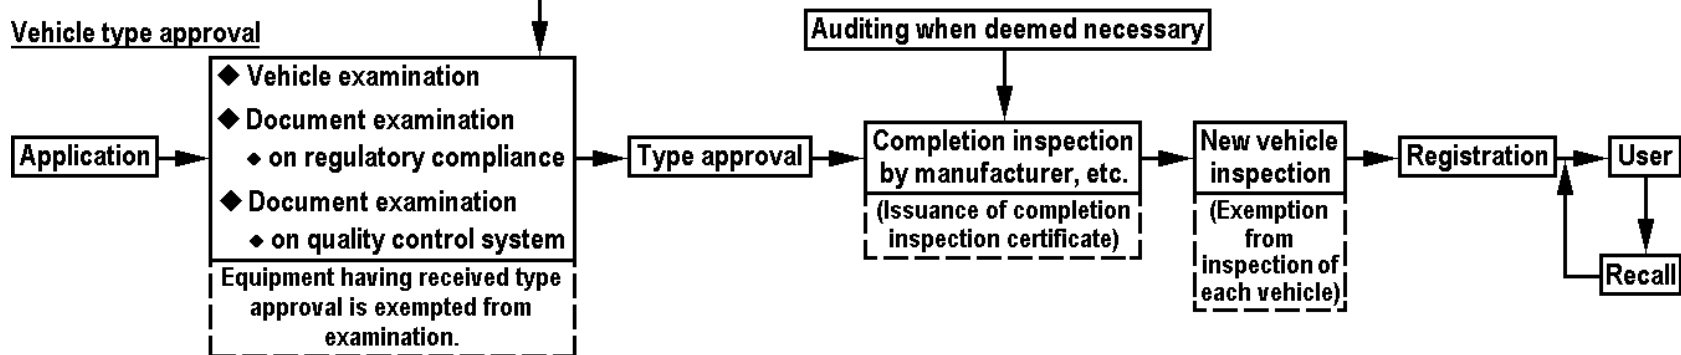 Vehicle type approval
Auditing when deemed necessary
Application
◆ Vehicle examination
◆ Document examination
◆ on regulatory compliance
◆ Document examination
◆ on quality control system
Equipment having received type
approval is exempted from
examination.
Type approval
Completion inspection
by manufacturer, etc.
(Issuance of completion
inspection certificate)
New vehicle
inspection
(Exemption
from
inspection of
each vehicle)
Registration
User
Recall